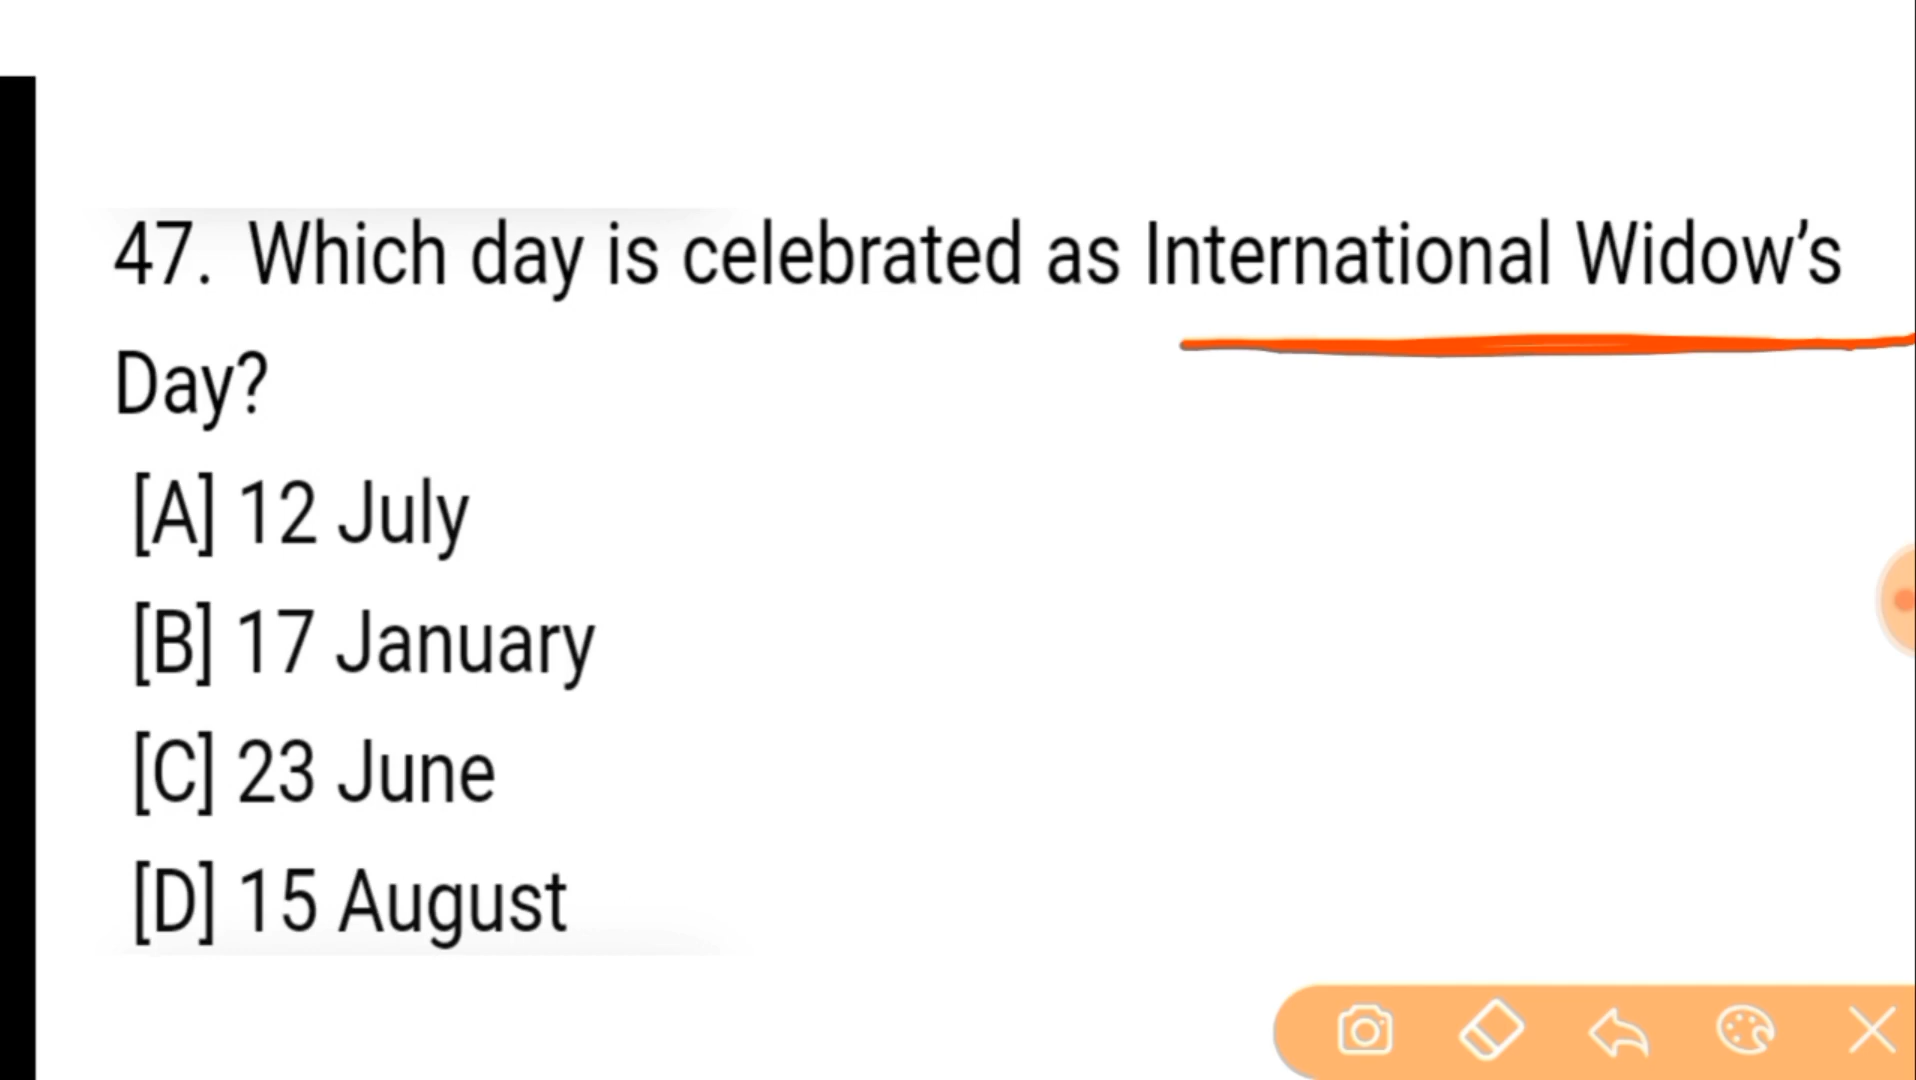 47. Which day is celebrated as International Widow’s
Day?
[A] 12 July
[B] 17 January
[C] 23 June
[D] 15 August